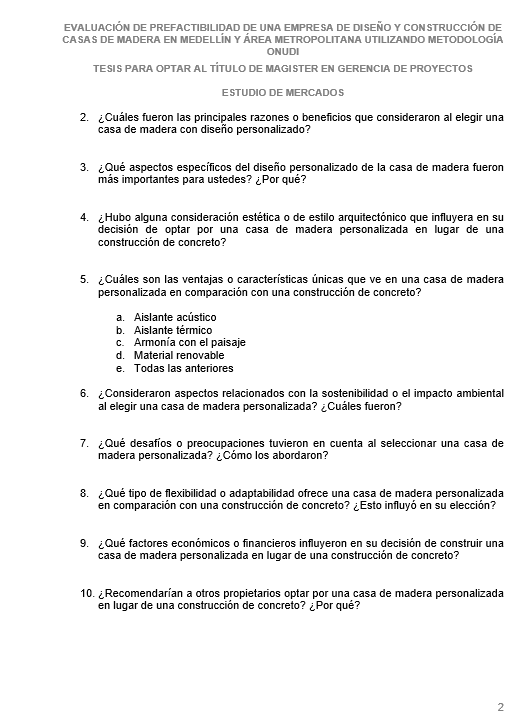 EVALUACIÓN DE PREFACTIBILIDAD DE UNA EMPRESA DE DISEÑO Y CONSTRUCCIÓN DE
CASAS DE MADERA EN MEDELLÍN Y ÁREA METROPOLITANA UTILIZANDO METODOLOGÍA
ONUDI
TESIS PARA OPTAR AL TÍTULO DE MAGISTER EN GERENCIA DE PROYECTOS
ESTUDIO DE MERCADOS
2. ¿Cuáles fueron las principales razones o beneficios que consideraron al elegir una
casa de madera con diseño personalizado?
3. ¿Qué aspectos específicos del diseño personalizado de la casa de madera fueron
más importantes para ustedes? ¿Por qué?
4. ¿Hubo alguna consideración estética o de estilo arquitectónico que influyera en su
decisión de optar por una casa de madera personalizada en lugar de una
construcción de concreto?
5. ¿Cuáles son las ventajas o características únicas que ve en una casa de madera
personalizada en comparación con una construcción de concreto?
a. Aislante acústico
b. Aislante térmico
c. Armonía con el paisaje
d. Material renovable
e. Todas las anteriores
6. ¿Consideraron aspectos relacionados con la sostenibilidad o el impacto ambiental
al elegir una casa de madera personalizada? ¿Cuáles fueron?
7. ¿Qué desafíos o preocupaciones tuvieron en cuenta al seleccionar una casa de
madera personalizada? ¿Cómo los abordaron?
8. ¿Qué tipo de flexibilidad o adaptabilidad ofrece una casa de madera personalizada
en comparación con una construcción de concreto? ¿Esto influyó en su elección?
9. ¿Qué factores económicos o financieros influyeron en su decisión de construir una
casa de madera personalizada en lugar de una construcción de concreto?
10. ¿Recomendarían a otros propietarios optar por una casa de madera personalizada
en lugar de una construcción de concreto? ¿Por qué?
2